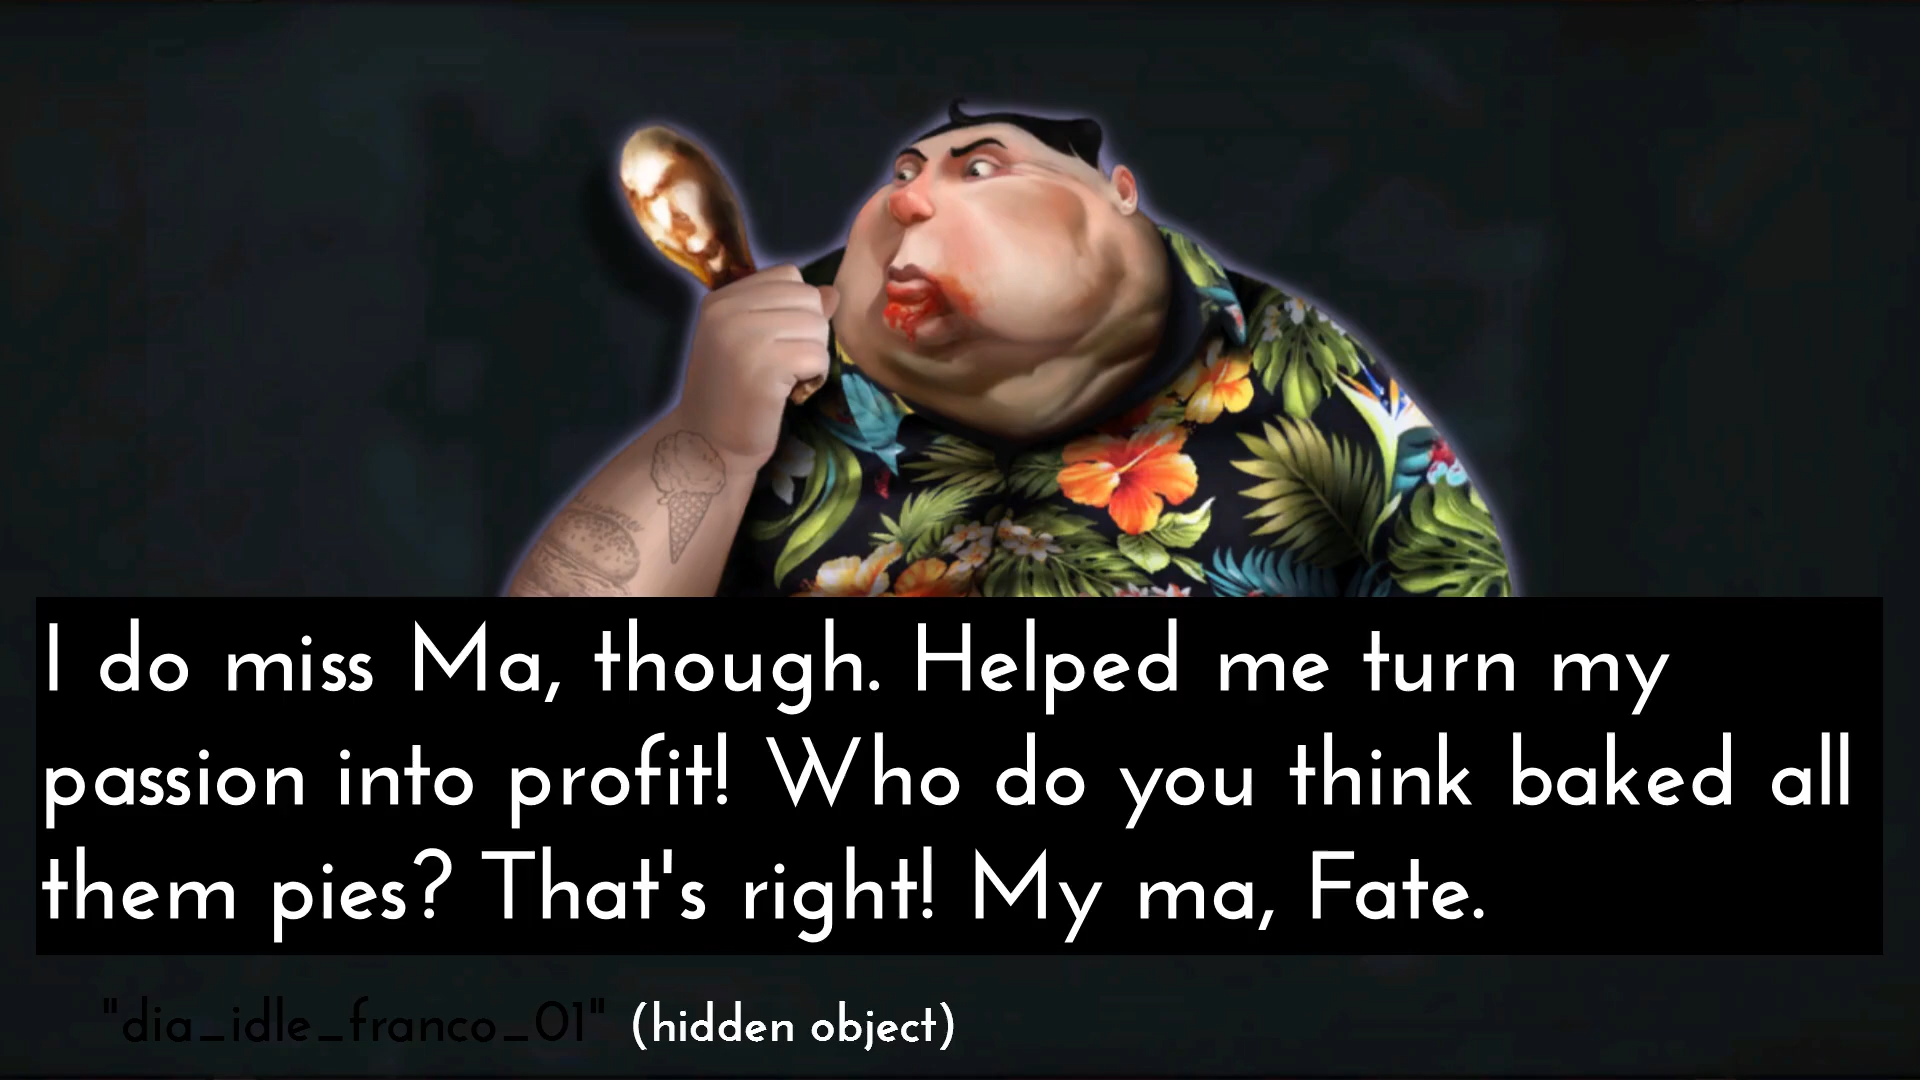 I do miss Ma, though. Helped me turn my
passion into profit! Who do you think baked all
them pies? That's right! My ma, Fate.
"dia_idle_franco_01" (hidden object)